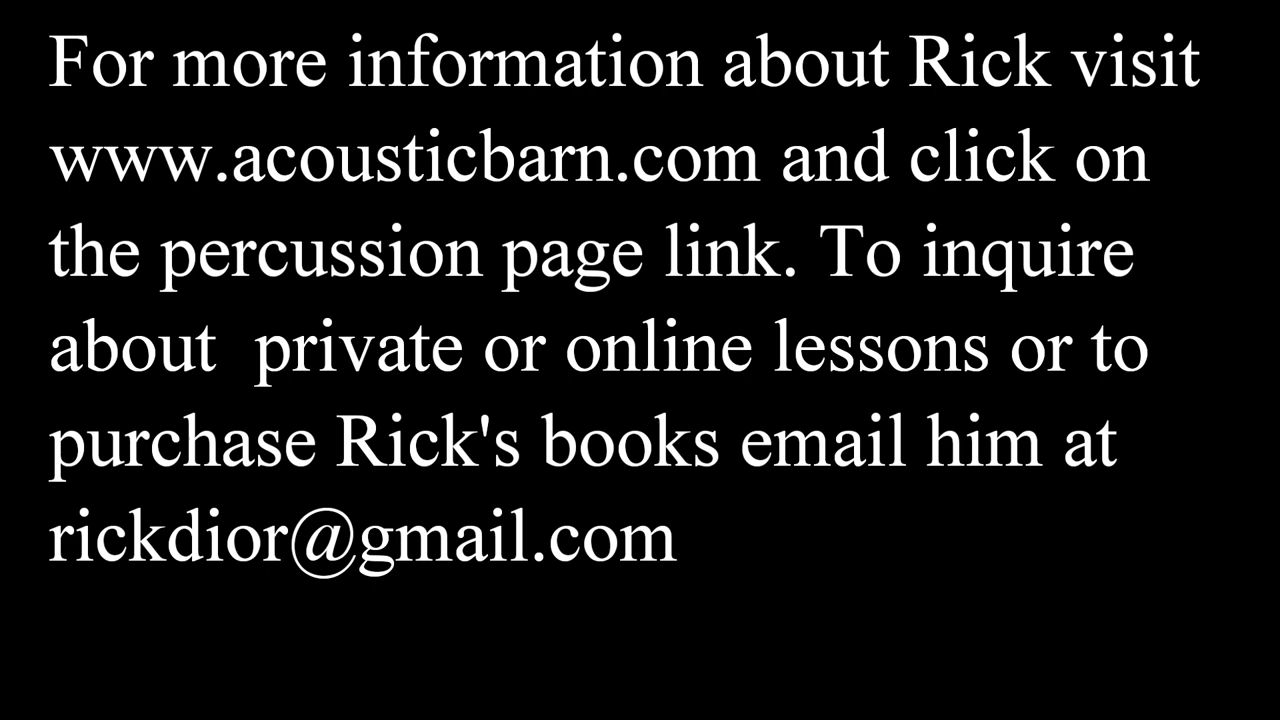 For more information about Rick visit
www.acousticbarn.com and click on
the percussion page link. To inquire
about  private or online lessons or to
purchase Rick's books email him at
rickdior@gmail.com